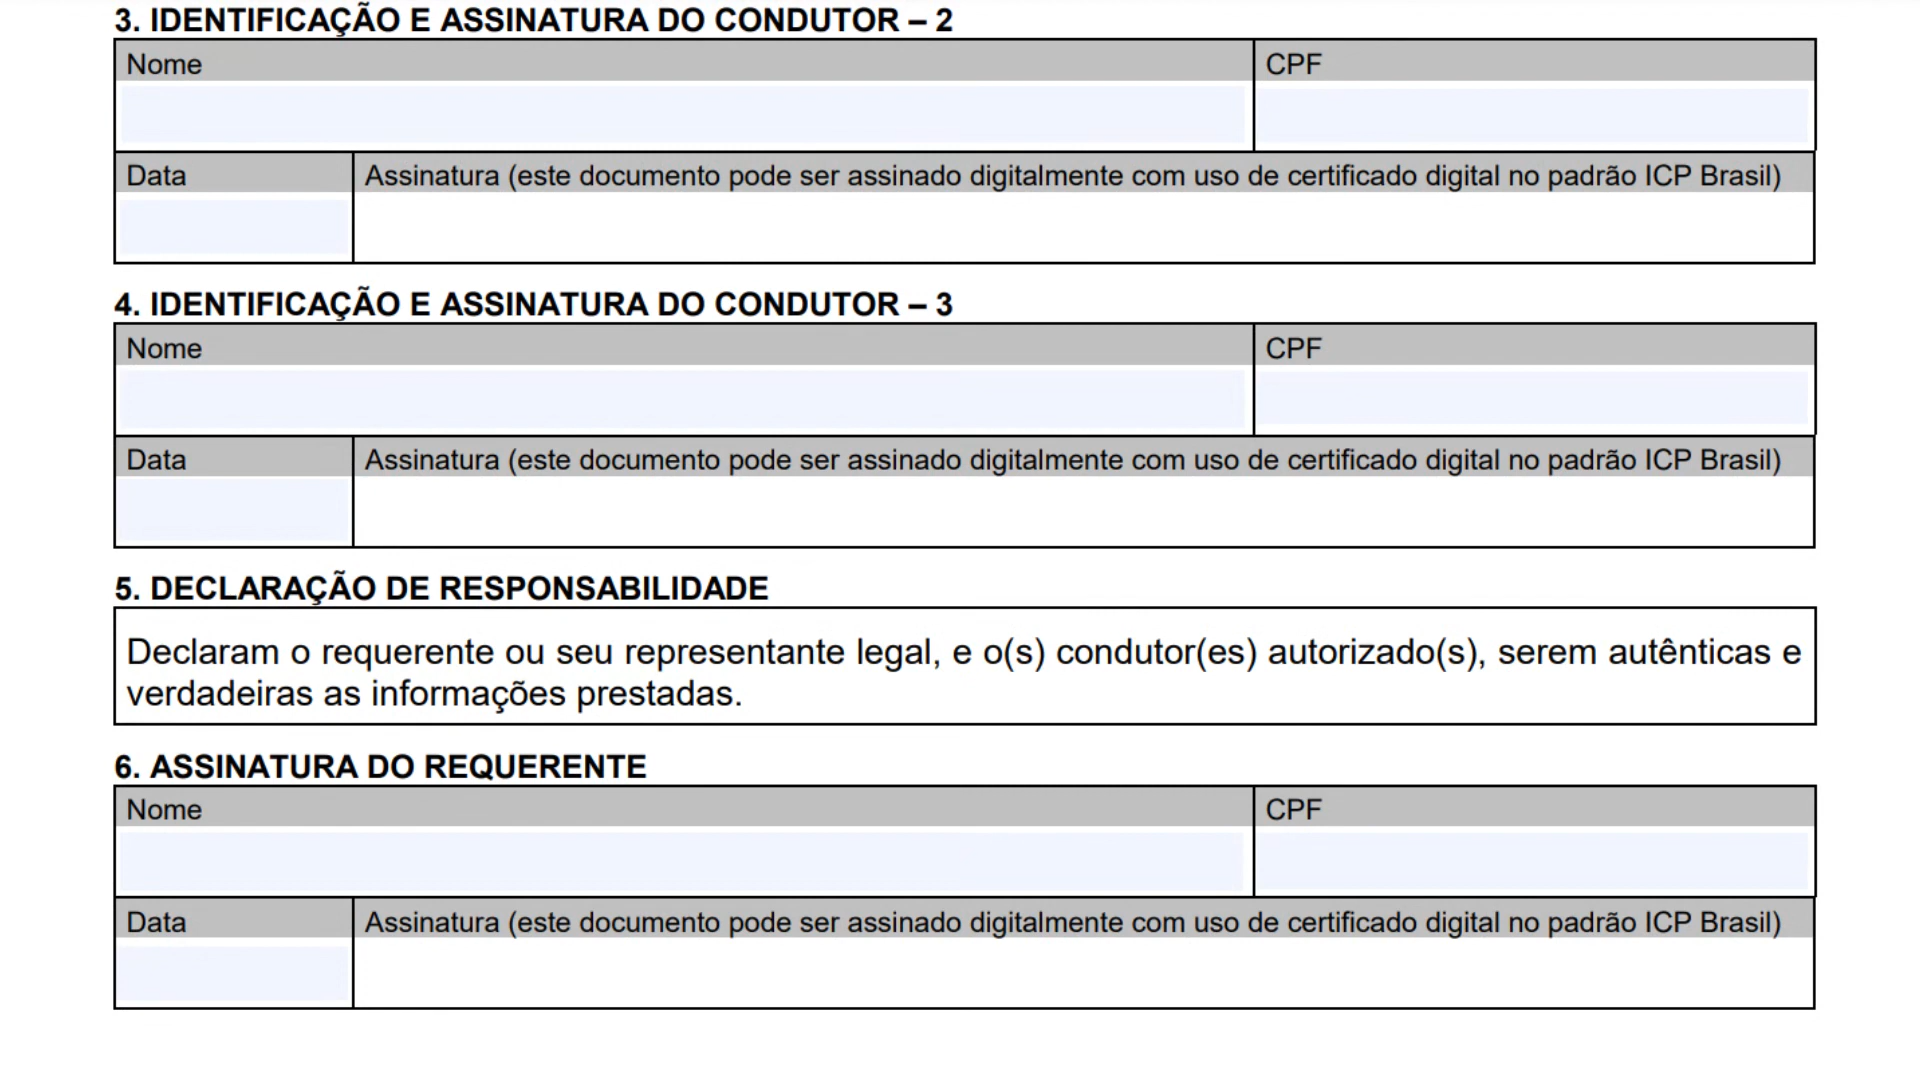 3. IDENTIFICAÇÃO E ASSINATURA DO CONDUTOR – 2
Nome CPF
Data Assinatura (este documento pode ser assinado digitalmente com uso de certificado digital no padrão ICP Brasil)
4. IDENTIFICAÇÃO E ASSINATURA DO CONDUTOR – 3
Nome CPF
Data Assinatura (este documento pode ser assinado digitalmente com uso de certificado digital no padrão ICP Brasil)
5. DECLARAÇÃO DE RESPONSABILIDADE
Declaram o requerente ou seu representante legal, e o(s) condutor(es) autorizado(s), serem autênticas e
verdadeiras as informações prestadas.
6. ASSINATURA DO REQUERENTE
Nome CPF
Data Assinatura (este documento pode ser assinado digitalmente com uso de certificado digital no padrão ICP Brasil)